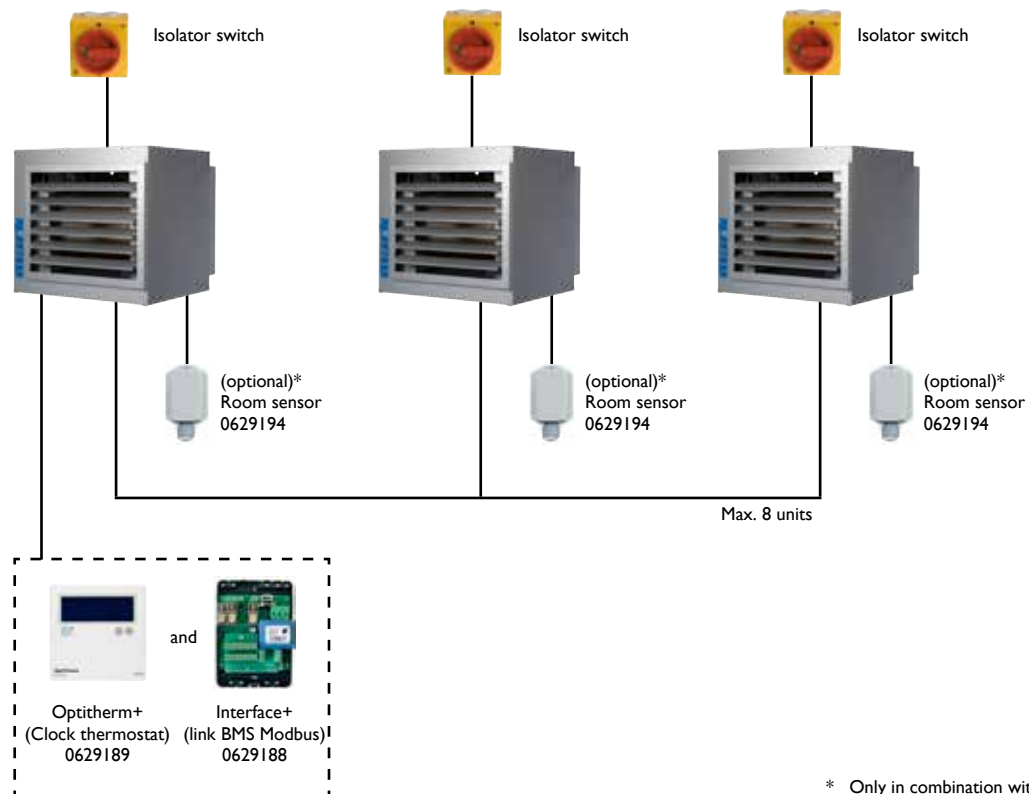 Isolator switch
Isolator switch
Isolator switch
(optional)*
Room sensor
0629194
(optional)*
Room sensor
0629194
(optional)*
Room sensor
0629194
Max. 8 units
and
Optitherm+
(Clock thermostat)
0629189
Interface+
(link BMS Modbus)
0629188
* Only in combination